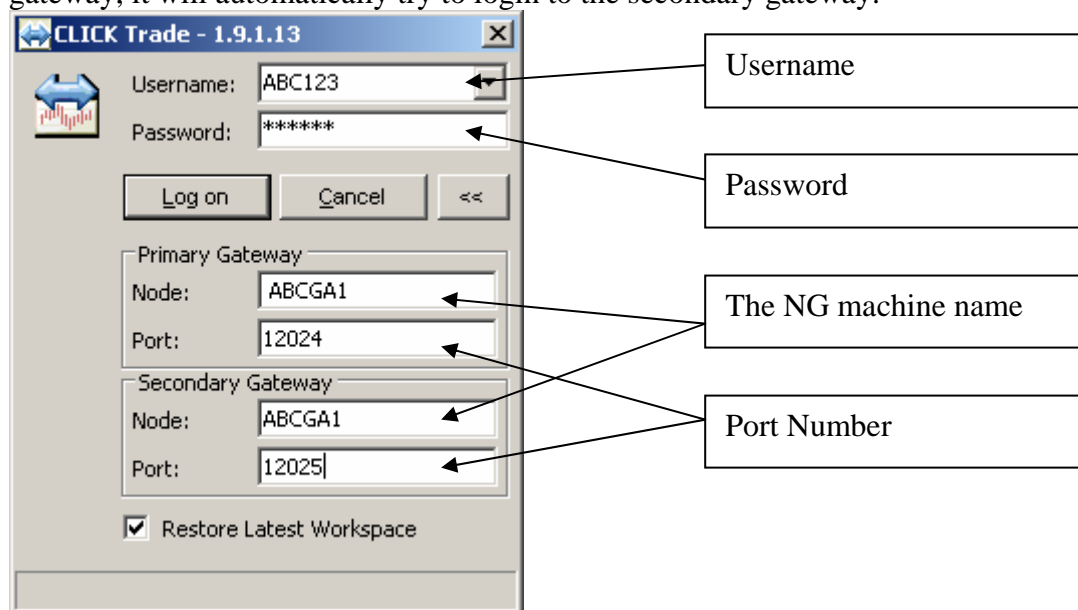 gateway, it will automatically try to login to the secondary gateway.
CLICK Trade - 1.9.1.13
Username: ABC123
Password: ******
Log on Cancel <<
Primary Gateway
Node: ABCGA1
Port: 12024
Secondary Gateway
Node: ABCGA1
Port: 12025
Restore Latest Workspace
Username
Password
The NG machine name
Port Number